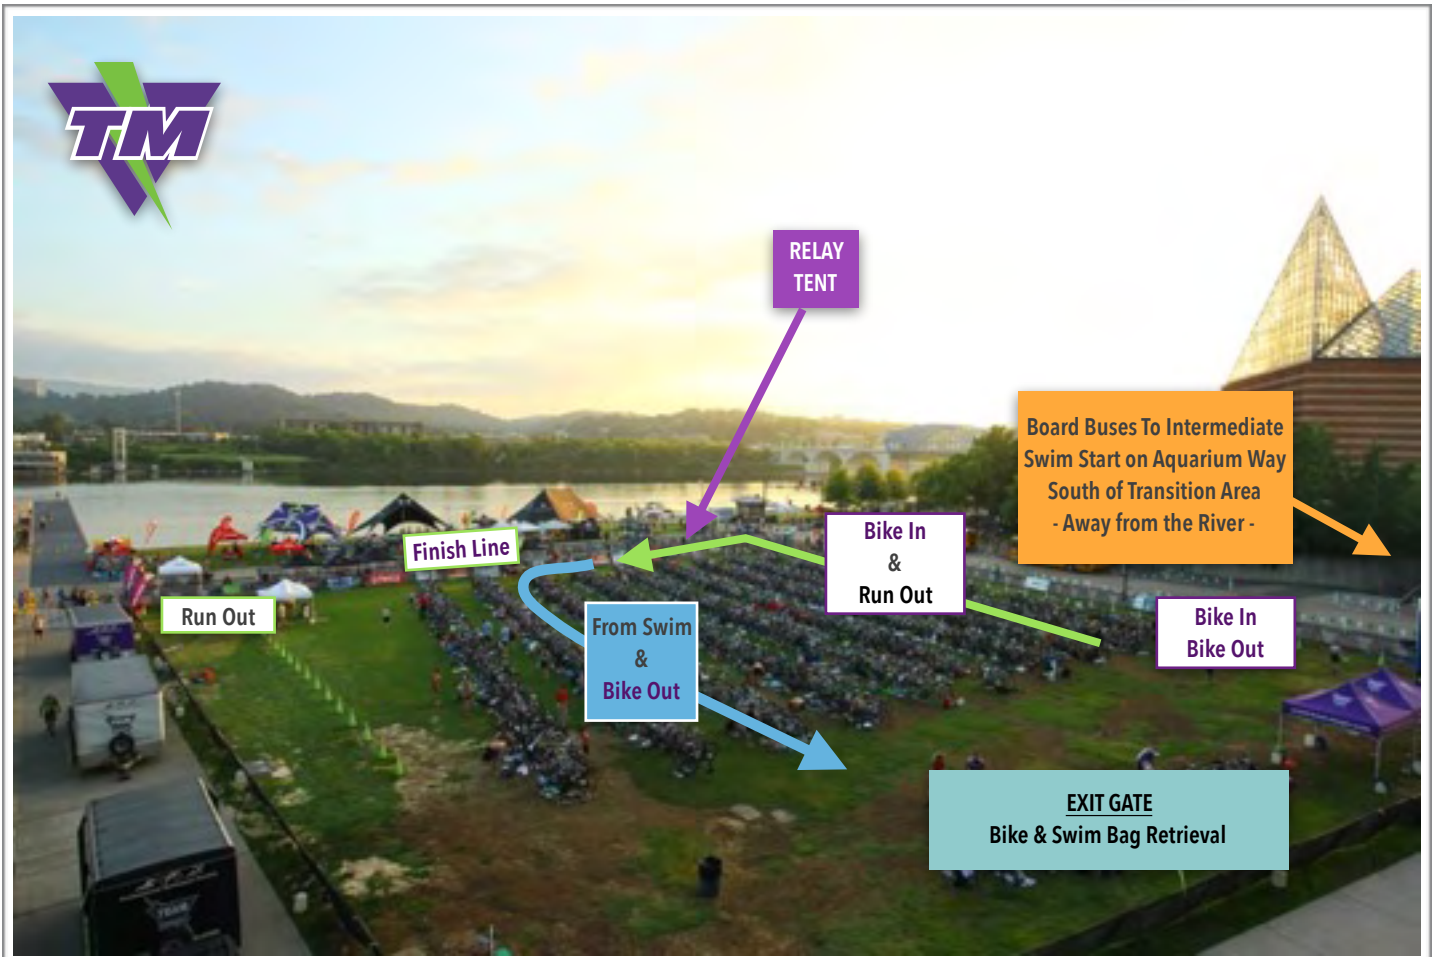 TM
RELAY
TENT
Board Buses To Intermediate
Swim Start on Aquarium Way
South of Transition Area
- Away from the River -
Finish Line
Bike In
&
Run Out
Run Out
From Swim
&
Bike Out
Bike In
Bike Out
EXIT GATE
Bike & Swim Bag Retrieval